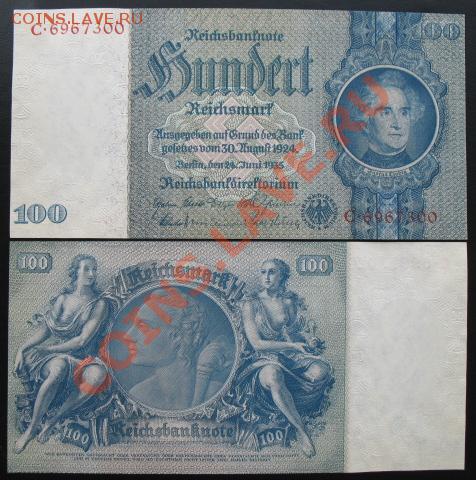 COINS.LAVE.RU
C·6967300
Reichsbanknote
100
Hundert
Reichsmark
Ausgegeben auf Grund des Bank
gesetzes vom 30. August 1924
Berlin, den 24. Juni 1935
Reichsbankdirektorium
100
C·6967300
COINS.LAVE.RU
100
Reichsmark
100
100
Reichsbanknote
100